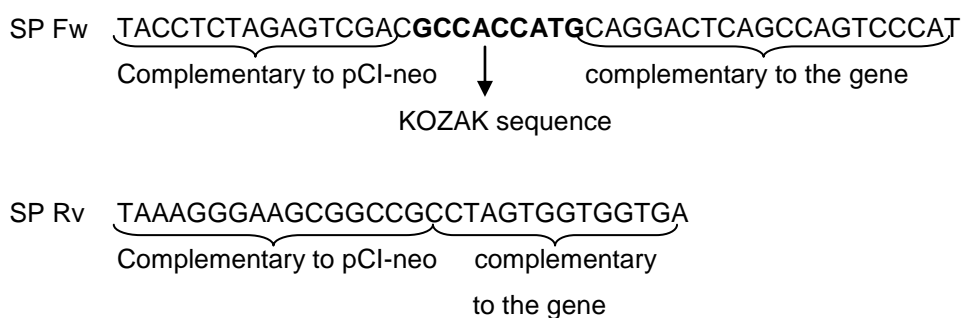 SP Fw TACCTCTAGAGTCGACGCCACCATGCAGGACTCAGCCAGTCCCAT
Complementary to pCI-neo complementary to the gene
KOZAK sequence
SP Rv TAAAGGGAAGCGGCCGCCTAGTGGTGGTGA
Complementary to pCI-neo complementary
to the gene